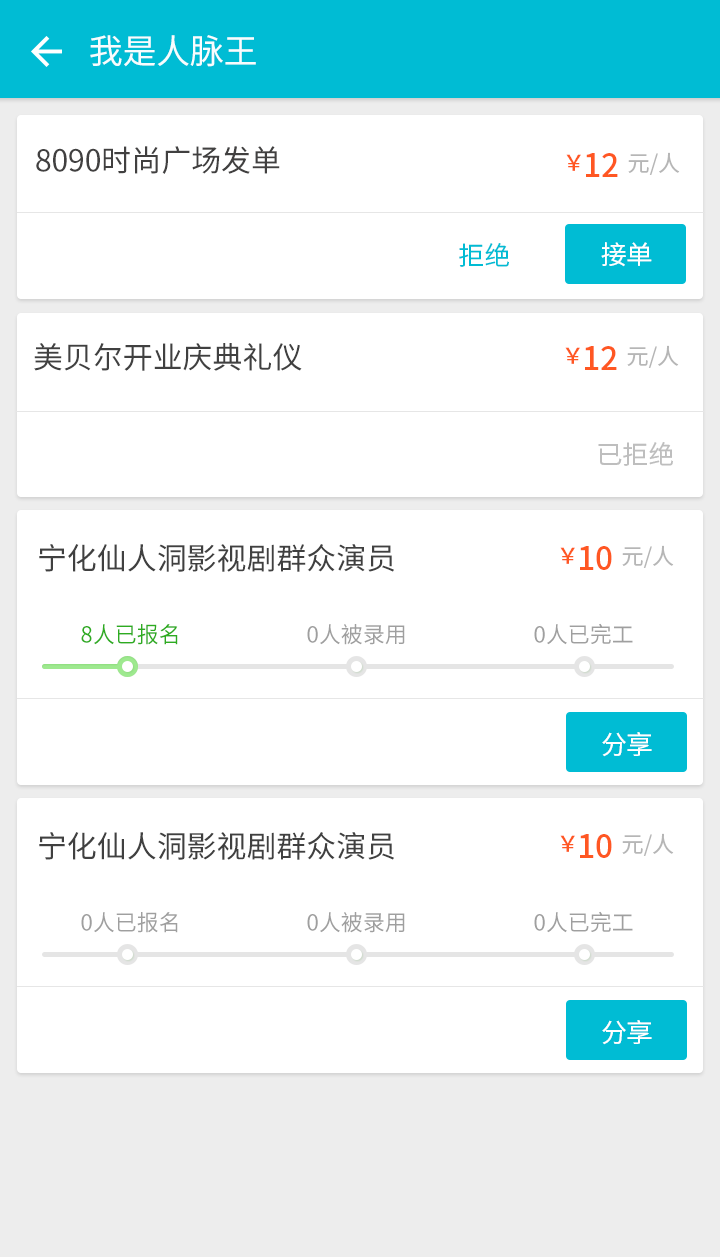 我是人脉王
8090时尚广场发单 ¥12 元/人
拒绝 接单
美贝尔开业庆典礼仪 ¥12 元/人
已拒绝
宁化仙人洞影视剧群众演员 ¥10 元/人
8人已报名 0人被录用 0人已完工
分享
宁化仙人洞影视剧群众演员 ¥10 元/人
0人已报名 0人被录用 0人已完工
分享